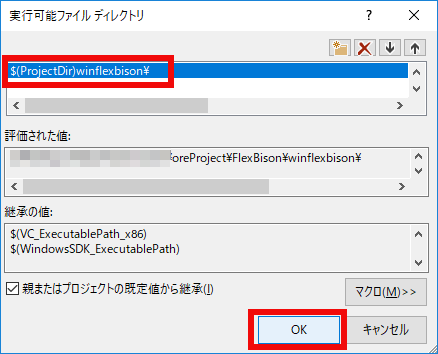 実行可能ファイル ディレクトリ
$(ProjectDir)winflexbison¥
評価された値:
¥oreProject¥FlexBison¥winflexbison¥
継承の値:
$(VC_ExecutablePath_x86)
$(WindowsSDK_ExecutablePath)
親またはプロジェクトの既定値から継承(I)
マクロ(M)>>
OK
キャンセル